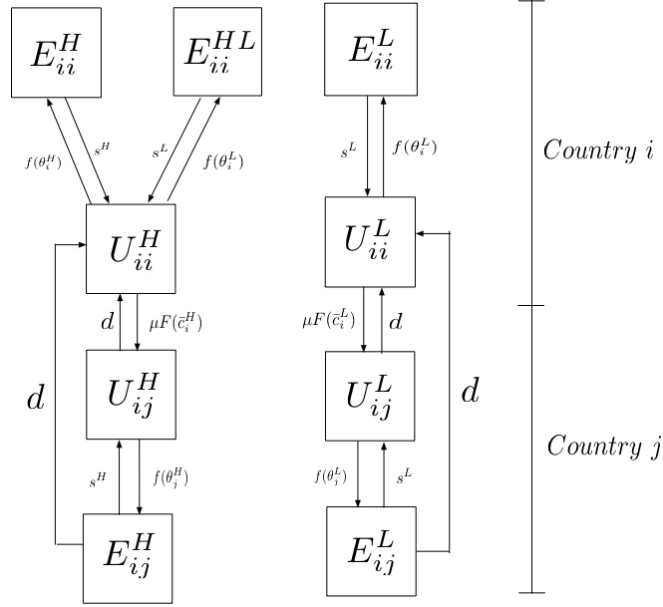 E_{ii}^{H}
E_{ii}^{HL}
E_{ii}^{L}
f(θ_i^H)
s^H
s^L
f(θ_i^L)
s^L
f(θ_i^L)
Country i
U_{ii}^{H}
U_{ii}^{L}
d
μF(c̄_i^H)
μF(c̄_i^L)
d
d
U_{ij}^{H}
U_{ij}^{L}
d
Country j
s^H
f(θ_j^H)
f(θ_i^L)
s^L
E_{ij}^{H}
E_{ij}^{L}